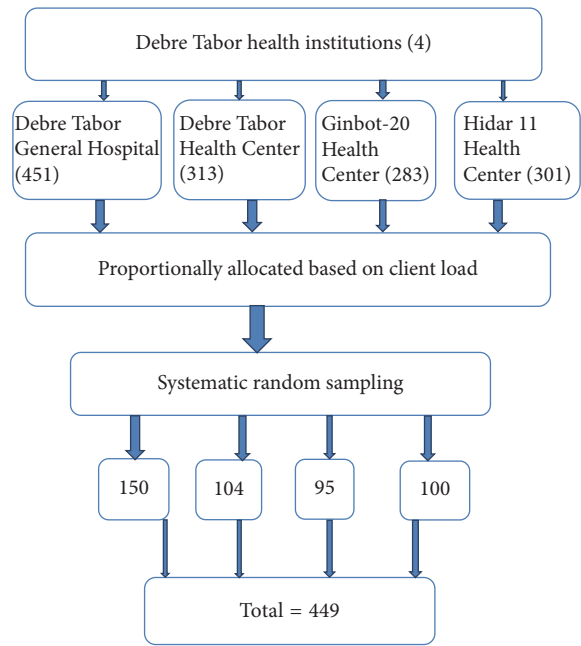 Debre Tabor health institutions (4)
Debre Tabor
General Hospital
(451)
Debre Tabor
Health Center
(313)
Ginbot-20
Health
Center (283)
Hidar 11
Health
Center (301)
Proportionally allocated based on client load
Systematic random sampling
150
104
95
100
Total = 449